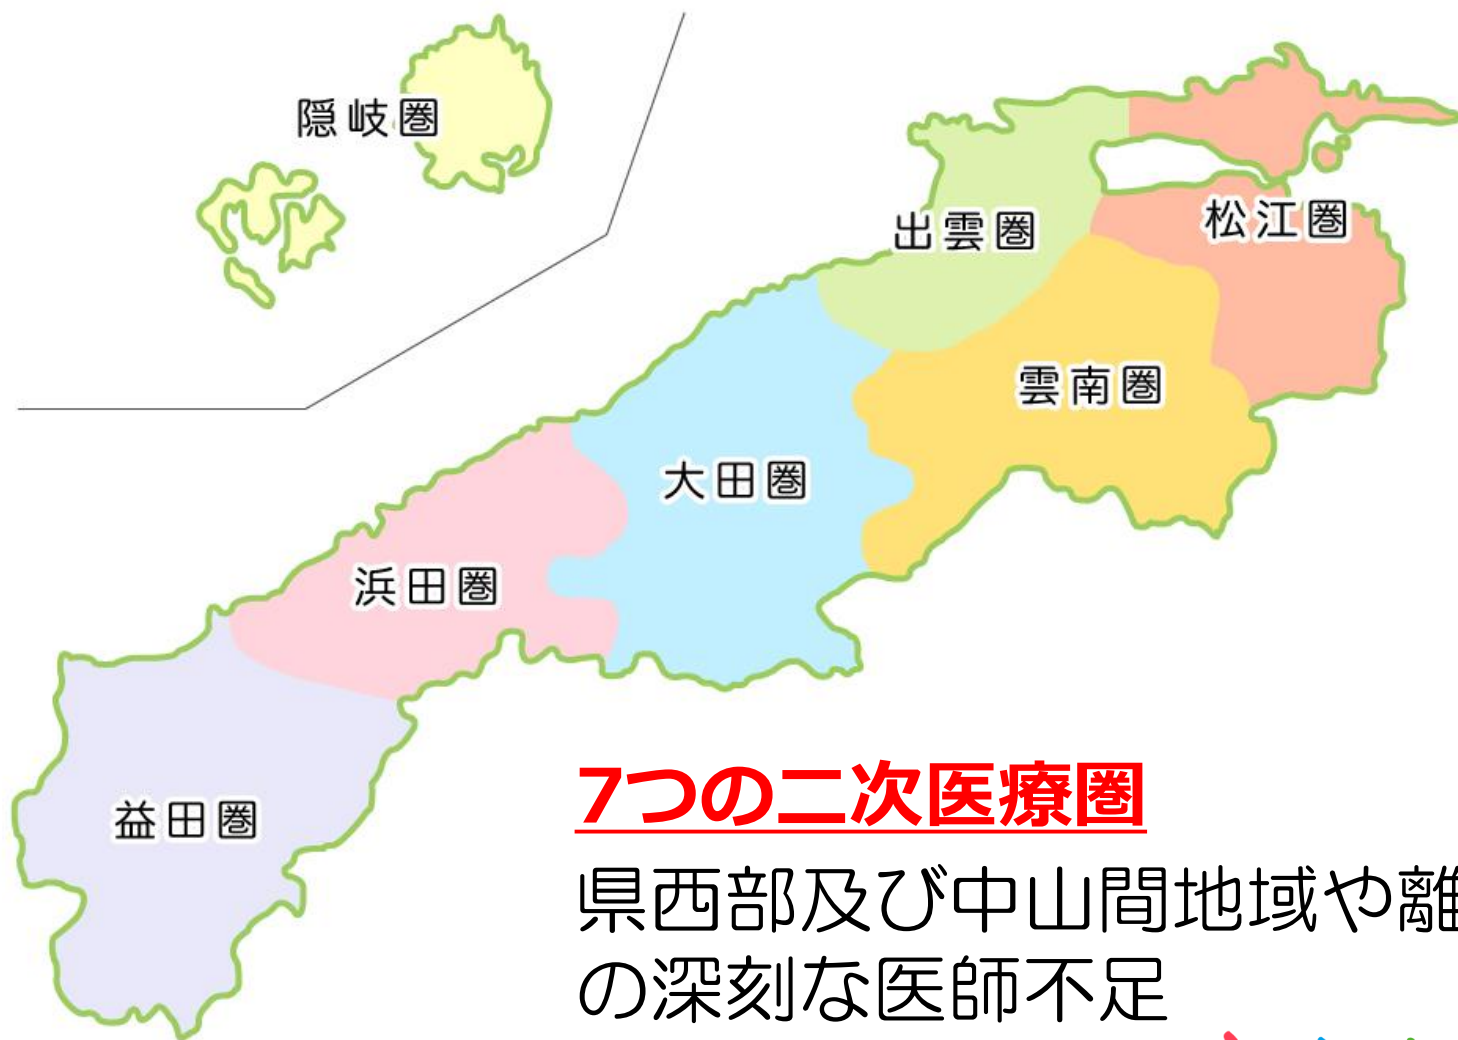 隠岐圏
出雲圏
松江圏
雲南圏
大田圏
浜田圏
益田圏
7つの二次医療圏
県西部及び中山間地域や離
の深刻な医師不足